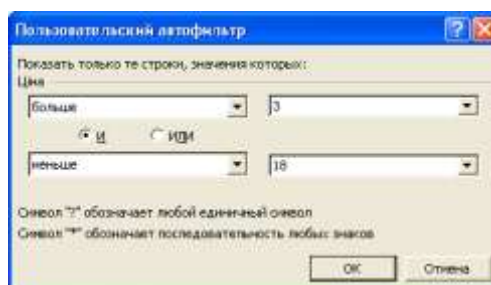 Пользовательский автофильтр
Показать только те строки, значения которых:
Цiна
больше 3
И ИЛИ
меньше 18
Символ "?" обозначает любой единичный символ
Символ "*" обозначает последовательность любых знаков
ОК Отмена